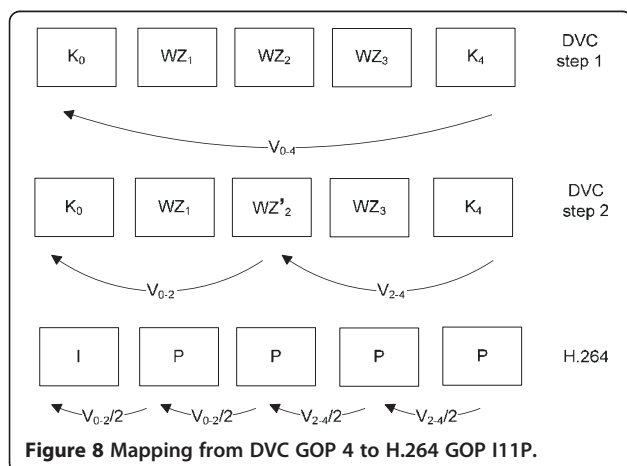 K₀ WZ₁ WZ₂ WZ₃ K₄ DVC
step 1
V₀₋₄
K₀ WZ₁ WZ'₂ WZ₃ K₄ DVC
step 2
V₀₋₂ V₂₋₄
I P P P P H.264
V₀₋₂/2 V₀₋₂/2 V₂₋₄/2 V₂₋₄/2
Figure 8 Mapping from DVC GOP 4 to H.264 GOP I11P.